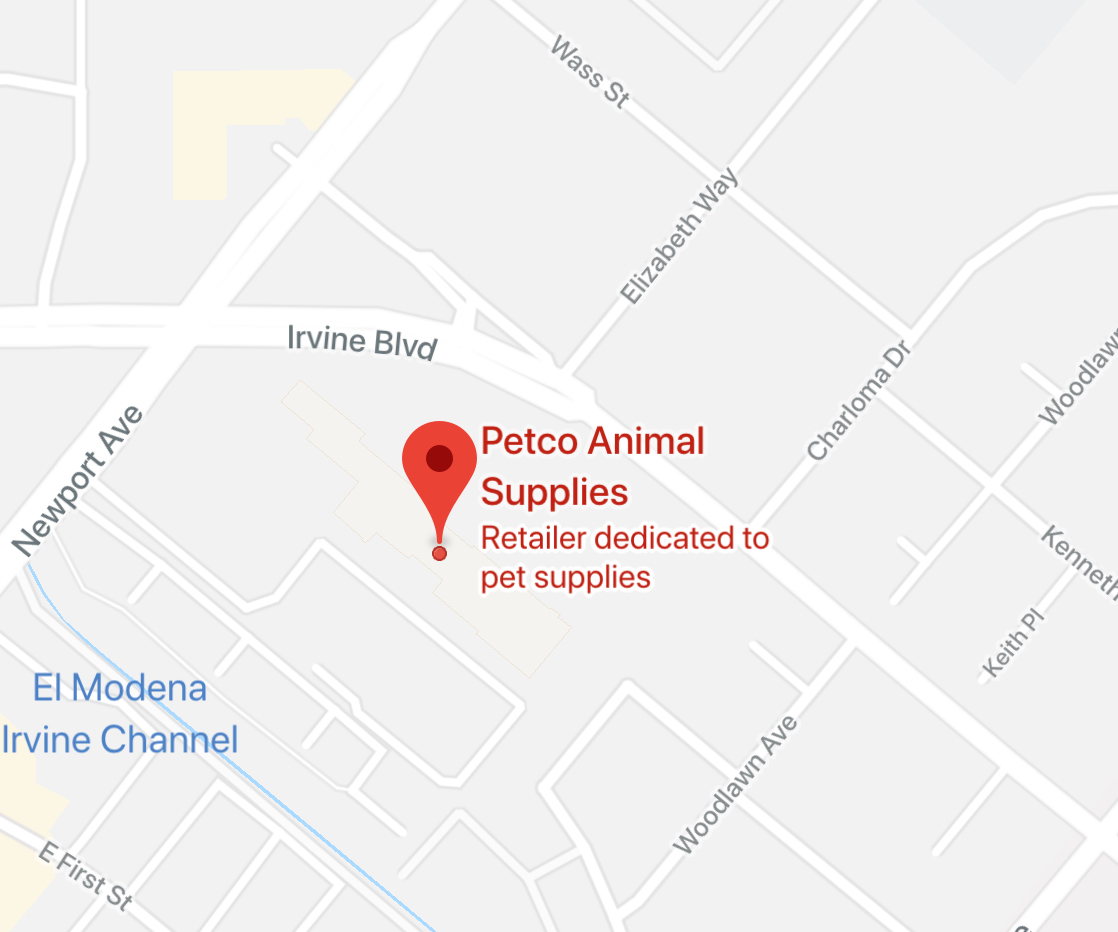 Wass St
Elizabeth Way
Irvine Blvd
Charloma Dr
Woodlawn
Newport Ave
Petco Animal
Supplies
Retailer dedicated to
pet supplies
Kenneth
Keith Pl
El Modena
Irvine Channel
Woodlawn Ave
E First St